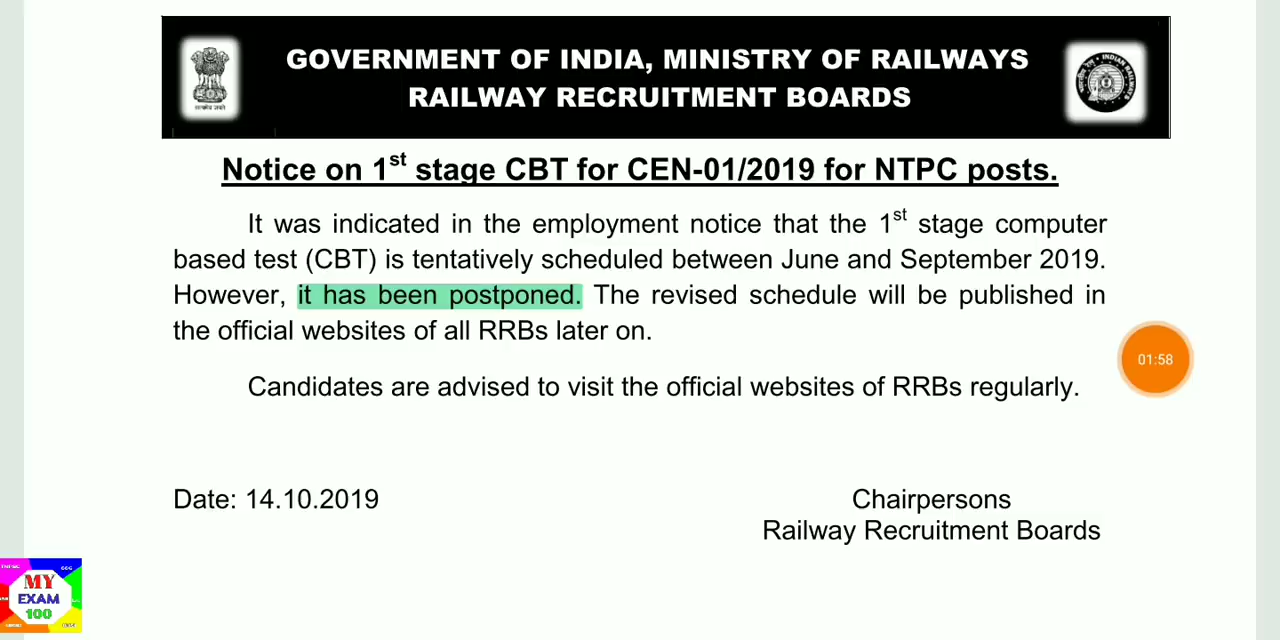 GOVERNMENT OF INDIA, MINISTRY OF RAILWAYS
RAILWAY RECRUITMENT BOARDS
Notice on 1st stage CBT for CEN-01/2019 for NTPC posts.
It was indicated in the employment notice that the 1st stage computer
based test (CBT) is tentatively scheduled between June and September 2019.
However, it has been postponed. The revised schedule will be published in
the official websites of all RRBs later on.
01:58
Candidates are advised to visit the official websites of RRBs regularly.
Date: 14.10.2019
Chairpersons
Railway Recruitment Boards
MY
EXAM
100